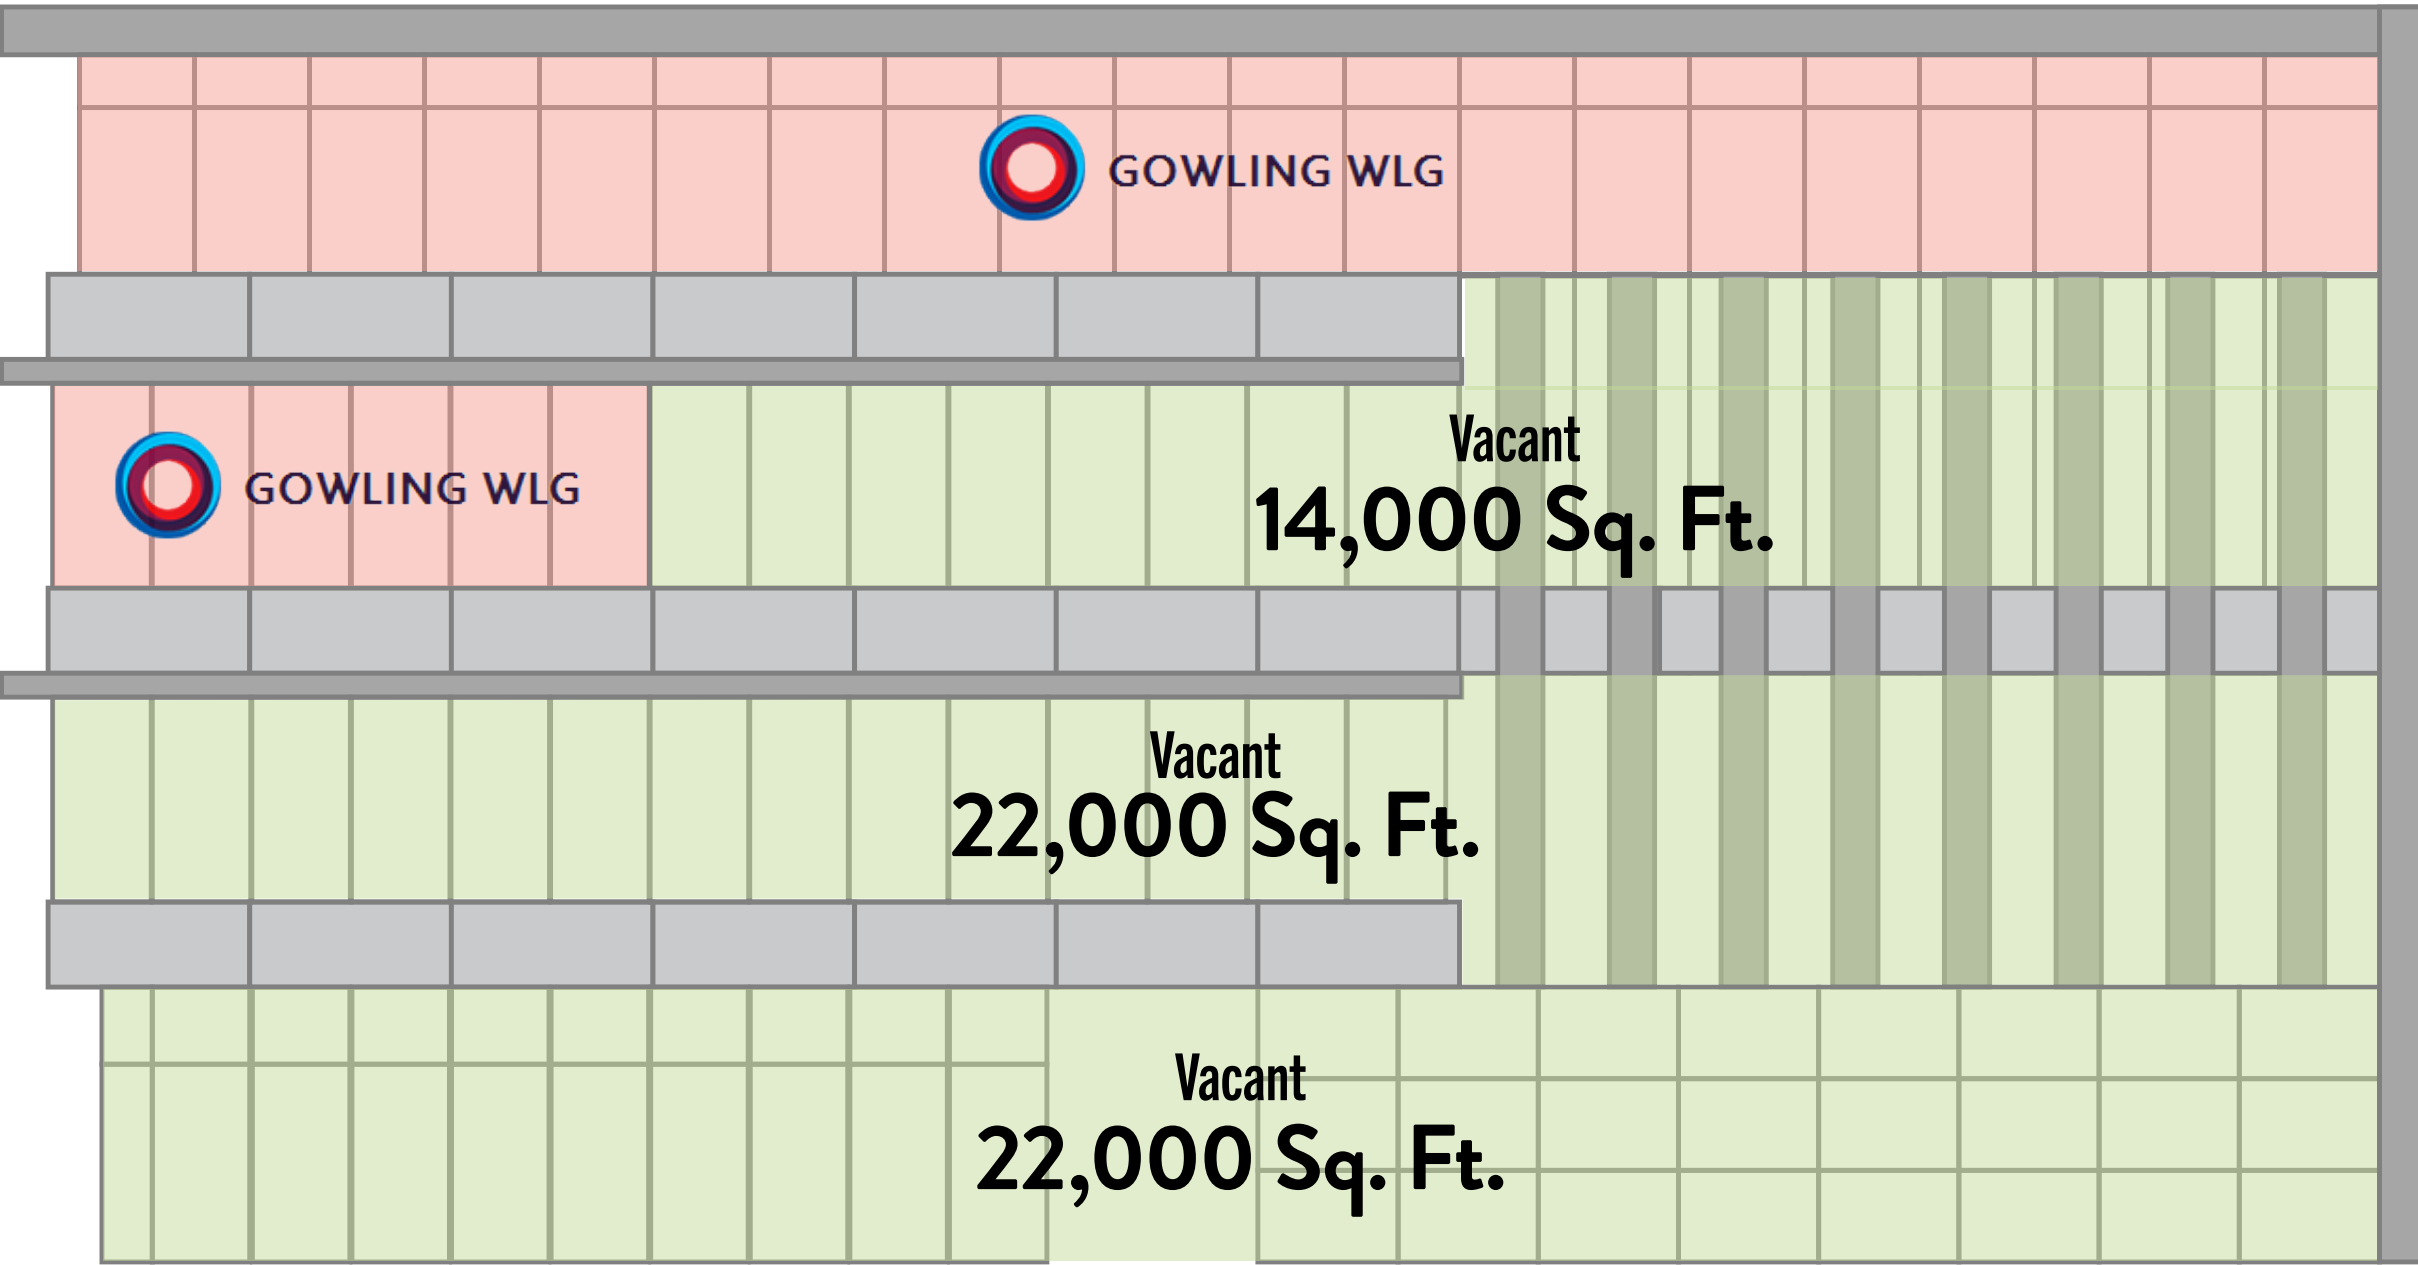 GOWLING WLG
GOWLING WLG
Vacant
14,000 Sq. Ft.
Vacant
22,000 Sq. Ft.
Vacant
22,000 Sq. Ft.